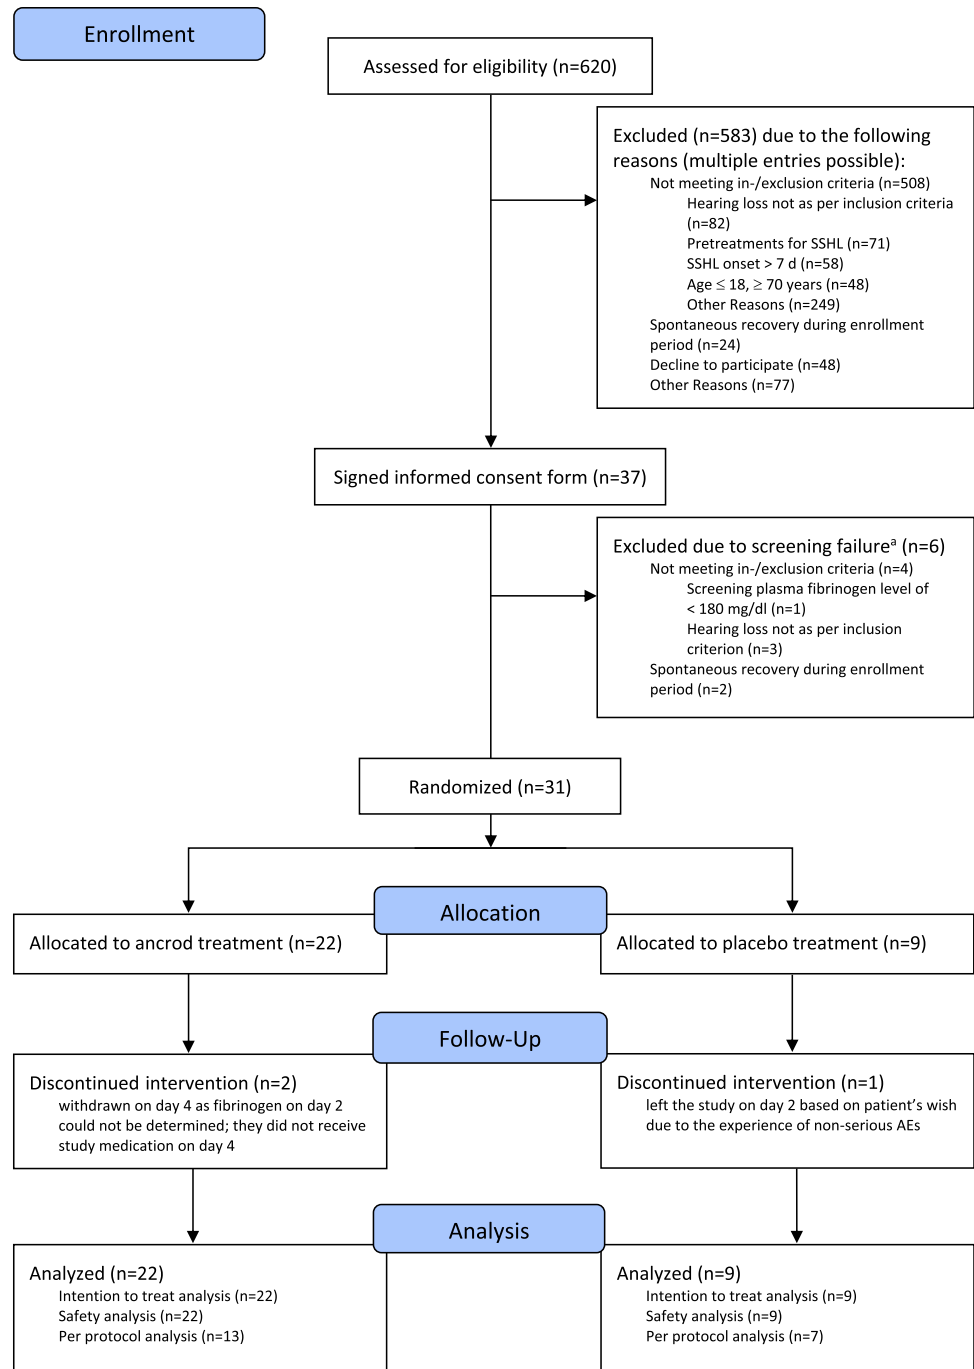 Enrollment
Assessed for eligibility (n=620)
Excluded (n=583) due to the following
reasons (multiple entries possible):
Not meeting in-/exclusion criteria (n=508)
Hearing loss not as per inclusion criteria
(n=82)
Pretreatments for SSHL (n=71)
SSHL onset > 7 d (n=58)
Age ≤ 18, ≥ 70 years (n=48)
Other Reasons (n=249)
Spontaneous recovery during enrollment
period (n=24)
Decline to participate (n=48)
Other Reasons (n=77)
Signed informed consent form (n=37)
Excluded due to screening failureᵃ (n=6)
Not meeting in-/exclusion criteria (n=4)
Screening plasma fibrinogen level of
< 180 mg/dl (n=1)
Hearing loss not as per inclusion
criterion (n=3)
Spontaneous recovery during enrollment
period (n=2)
Randomized (n=31)
Allocation
Allocated to ancrod treatment (n=22)
Allocated to placebo treatment (n=9)
Follow-Up
Discontinued intervention (n=2)
withdrawn on day 4 as fibrinogen on day 2
could not be determined; they did not receive
study medication on day 4
Discontinued intervention (n=1)
left the study on day 2 based on patient’s wish
due to the experience of non-serious AEs
Analysis
Analyzed (n=22)
Intention to treat analysis (n=22)
Safety analysis (n=22)
Per protocol analysis (n=13)
Analyzed (n=9)
Intention to treat analysis (n=9)
Safety analysis (n=9)
Per protocol analysis (n=7)